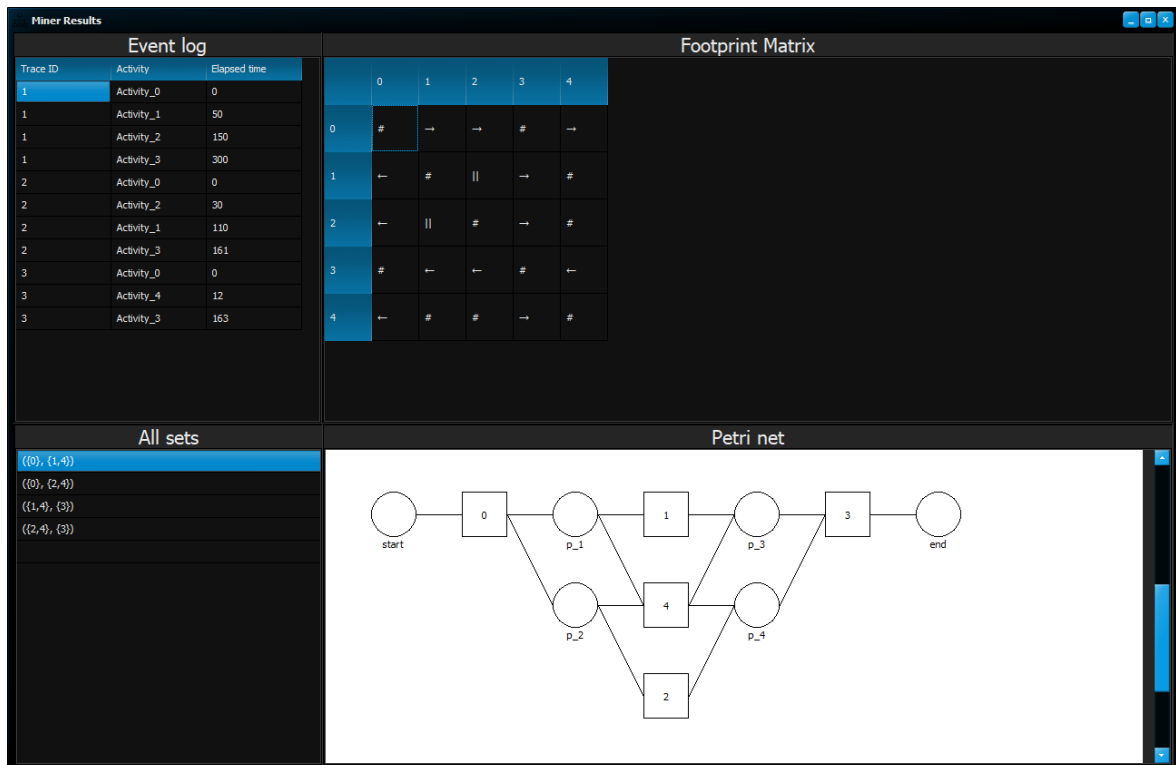 Miner Results
Event log
Trace ID Activity Elapsed time
1 Activity_0 0
1 Activity_1 50
1 Activity_2 150
1 Activity_3 300
2 Activity_0 0
2 Activity_2 30
2 Activity_1 110
2 Activity_3 161
3 Activity_0 0
3 Activity_4 12
3 Activity_3 163
Footprint Matrix
0 1 2 3 4
0 # → → # →
1 ← # || → #
2 ← || # → #
3 # ← ← # ←
4 ← # # → #
All sets
({0}, {1,4})
({0}, {2,4})
({1,4}, {3})
({2,4}, {3})
Petri net
0 1 3
start p_1 p_3 end
4
p_2 p_4
2